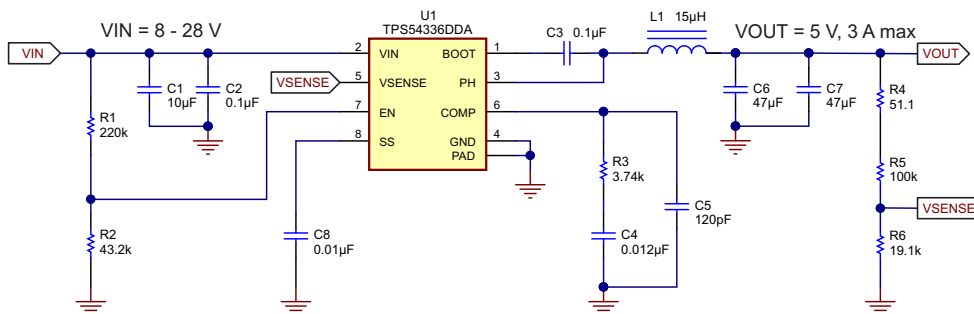 VIN = 8 - 28 V
U1
TPS54336DDA
VIN
2
VIN
BOOT
1
C3
0.1µF
L1
15µH
VOUT = 5 V, 3 A max
VOUT
VSENSE
5
VSENSE
PH
3
C1
10µF
C2
0.1µF
7
EN
COMP
6
C6
47µF
C7
47µF
R4
51.1
R1
220k
8
SS
GND
4
PAD
R3
3.74k
R5
100k
C5
120pF
VSENSE
R2
43.2k
C8
0.01µF
C4
0.012µF
R6
19.1k